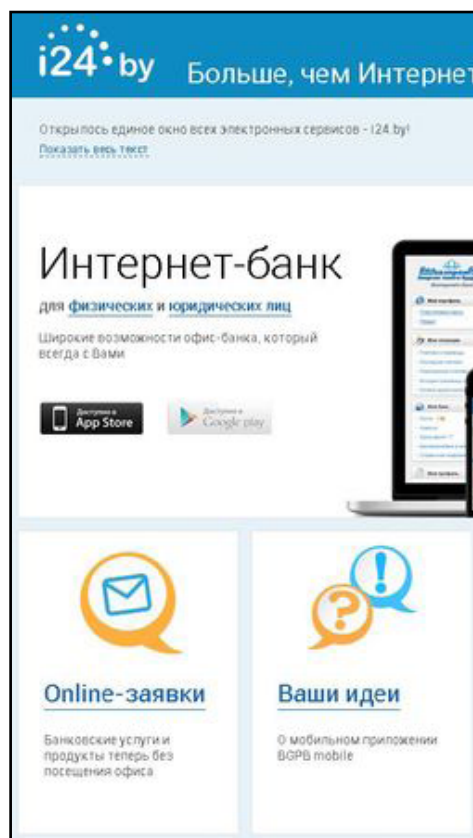 i24.by
Больше, чем Интернет
Открылось единое окно всех электронных сервисов - i24.by!
Показать весь текст
Интернет-банк
для физических и юридических лиц
Широкие возможности офис-банка, который
всегда с Вами
Доступно в
App Store
Доступно в
Google play
Online-заявки
Банковские услуги и
продукты теперь без
посещения офиса
Ваши идеи
О мобильном приложении
BGPB mobile